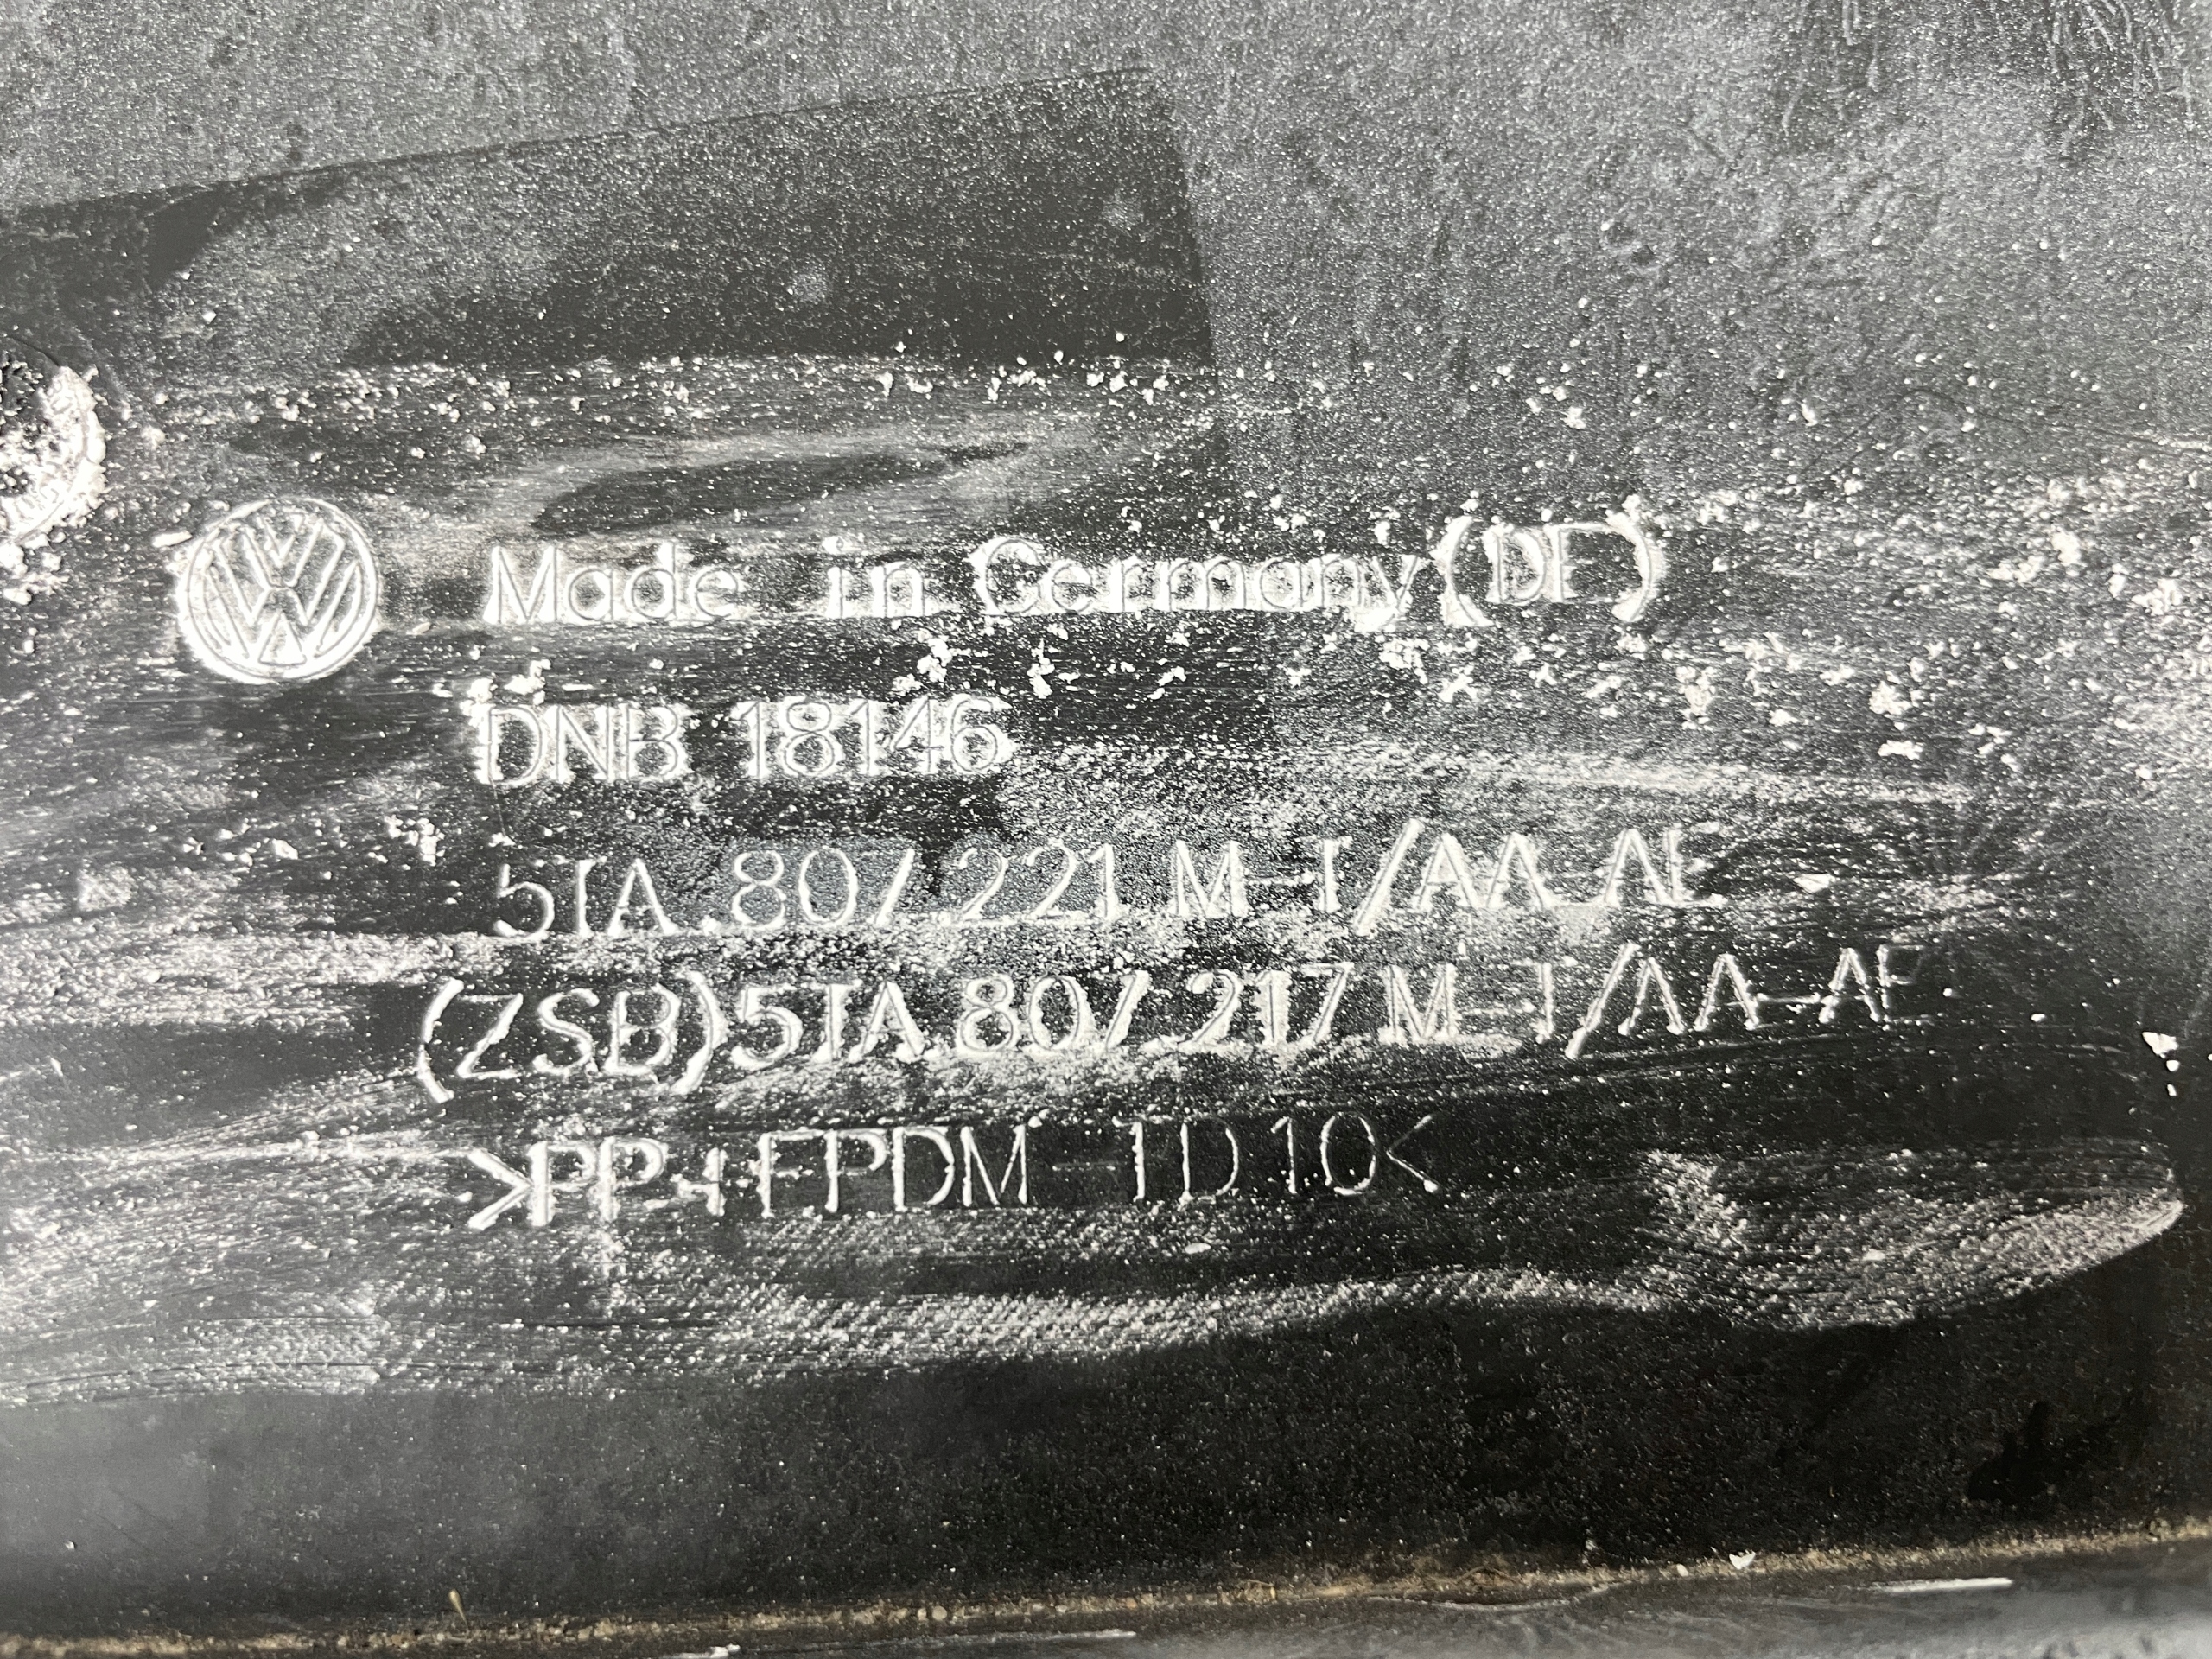 Made in Germany (DE)
DNB 18146
5TA.807.221 M-T/AA-AE
(ZSB) 5TA.807.217 M-T/AA-AE
>PP+EPDM-TD10<